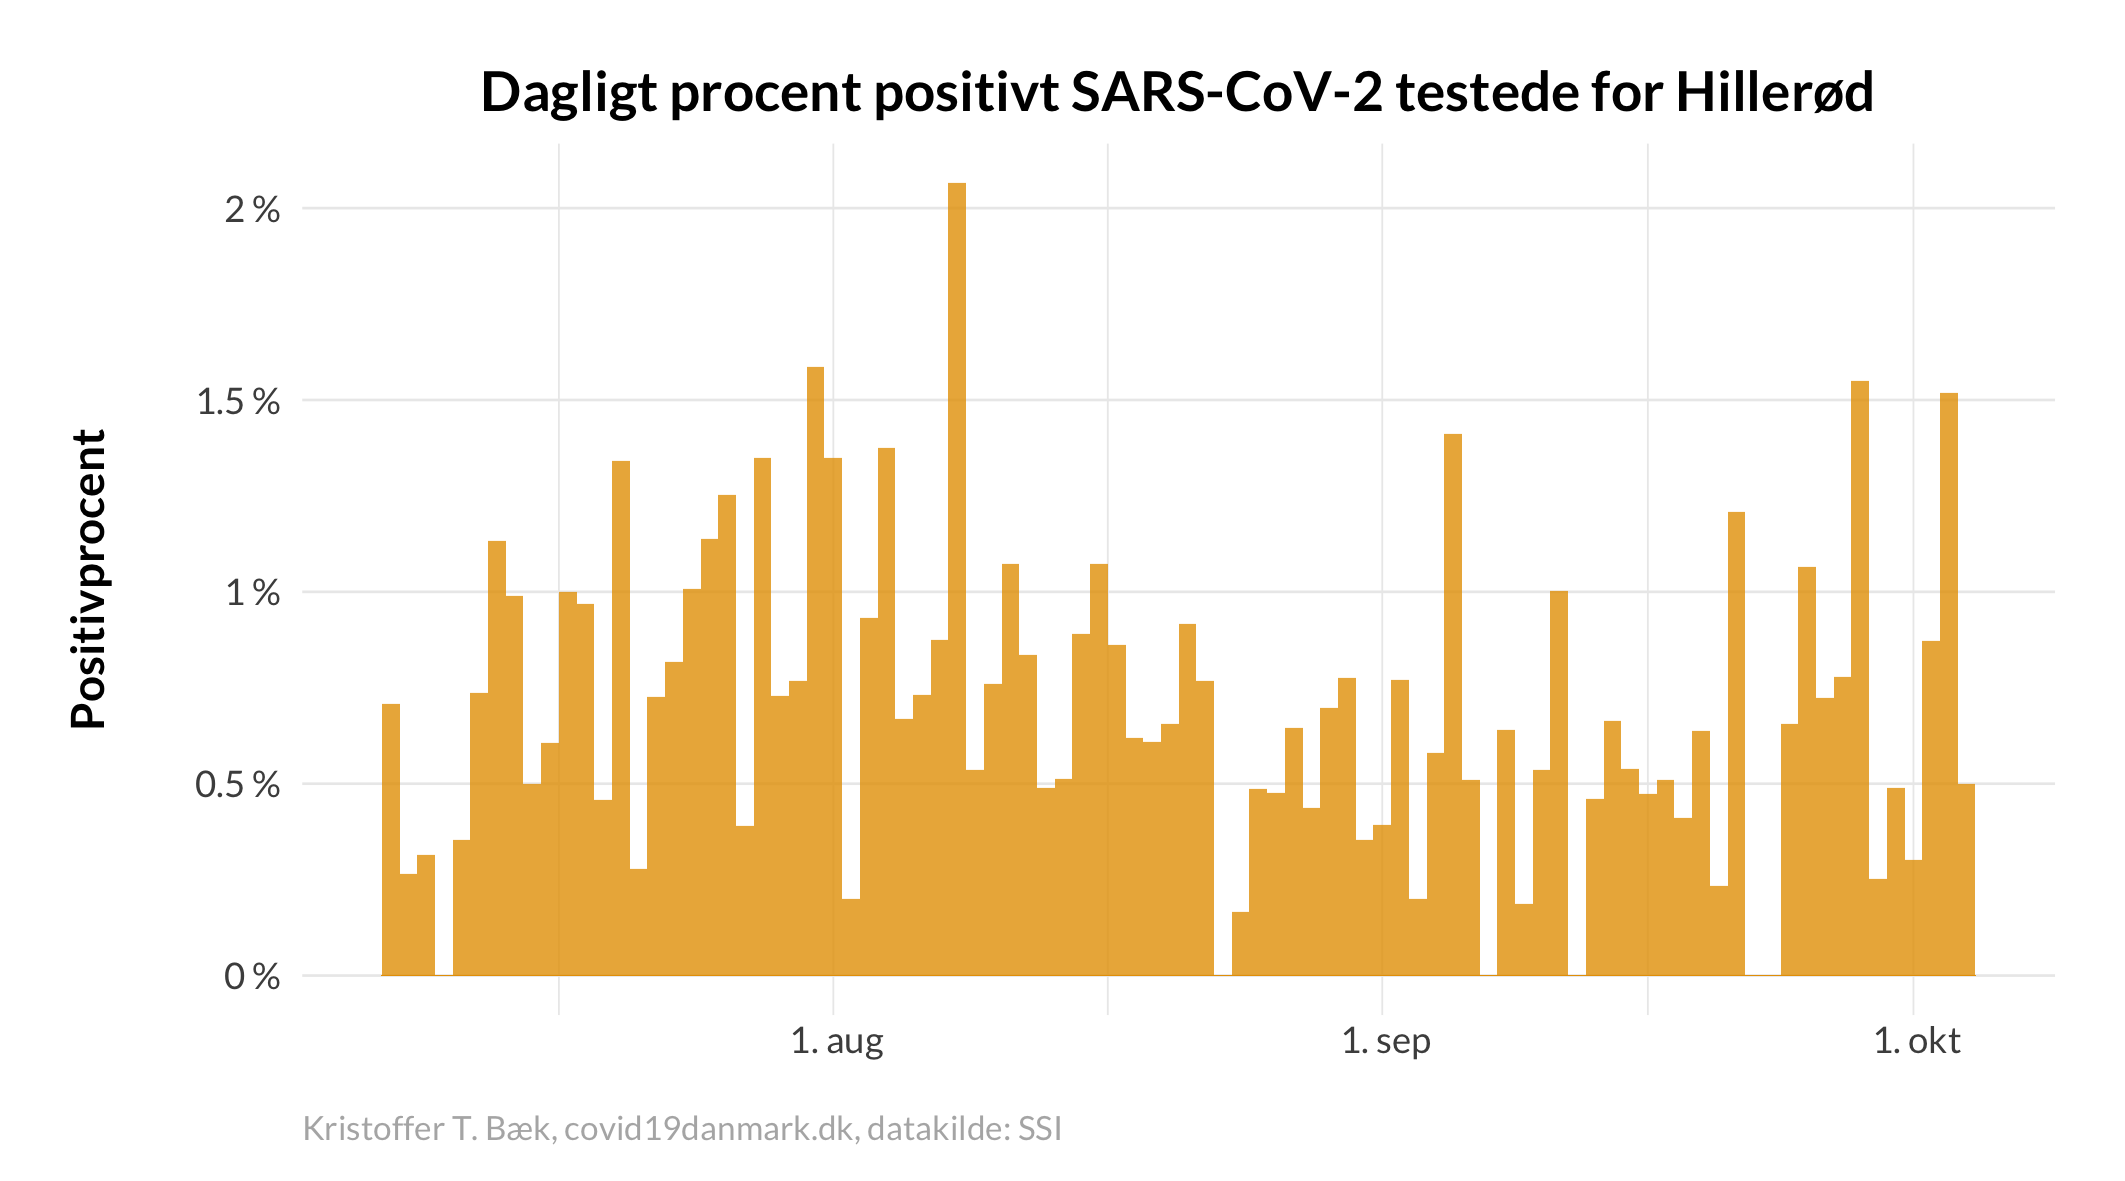 Dagligt procent positivt SARS-CoV-2 testede for Hillerød
Positivprocent
2 %
1.5 %
1 %
0.5 %
0 %
1. aug
1. sep
1. okt
Kristoffer T. Bæk, covid19danmark.dk, datakilde: SSI